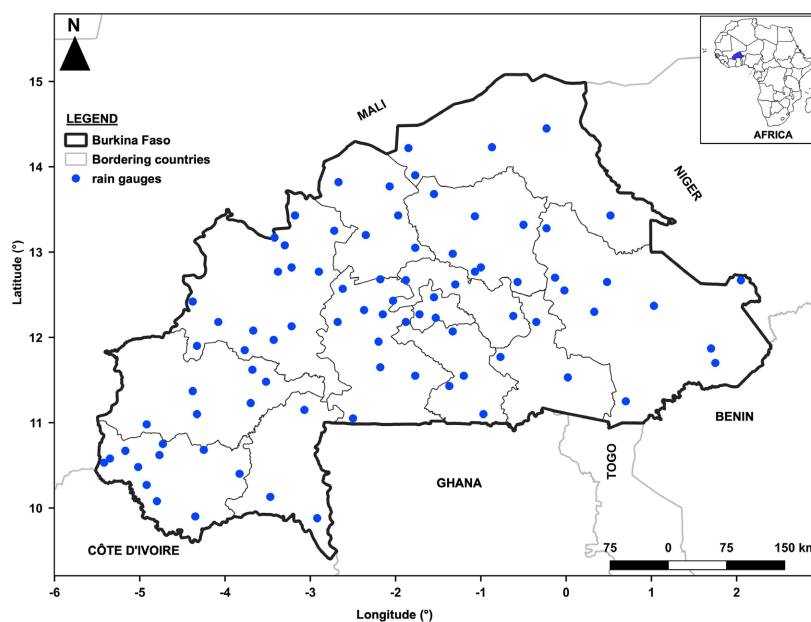 N
AFRICA
15
14
13
12
11
10
Latitude (°)
LEGEND
Burkina Faso
Bordering countries
rain gauges
MALI
NIGER
BENIN
TOGO
GHANA
CÔTE D'IVOIRE
75 0 75 150 km
-6 -5 -4 -3 -2 -1 0 1 2
Longitude (°)